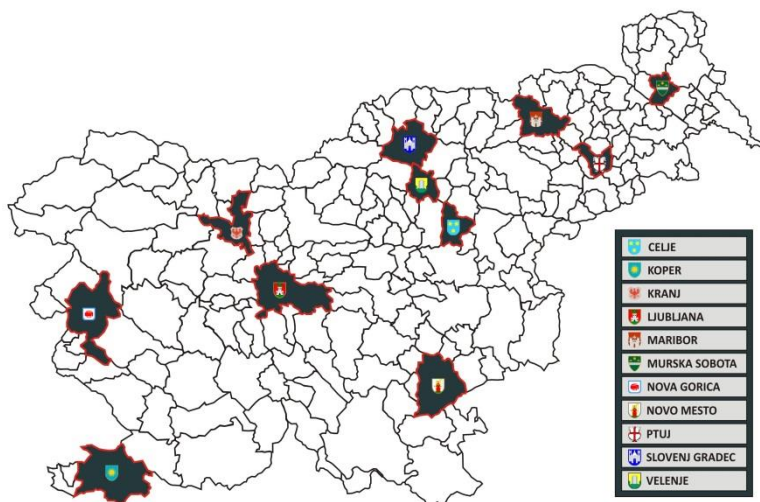 CELJE
KOPER
KRANJ
LJUBLJANA
MARIBOR
MURSKA SOBOTA
NOVA GORICA
NOVO MESTO
PTUJ
SLOVENJ GRADEC
VELENJE